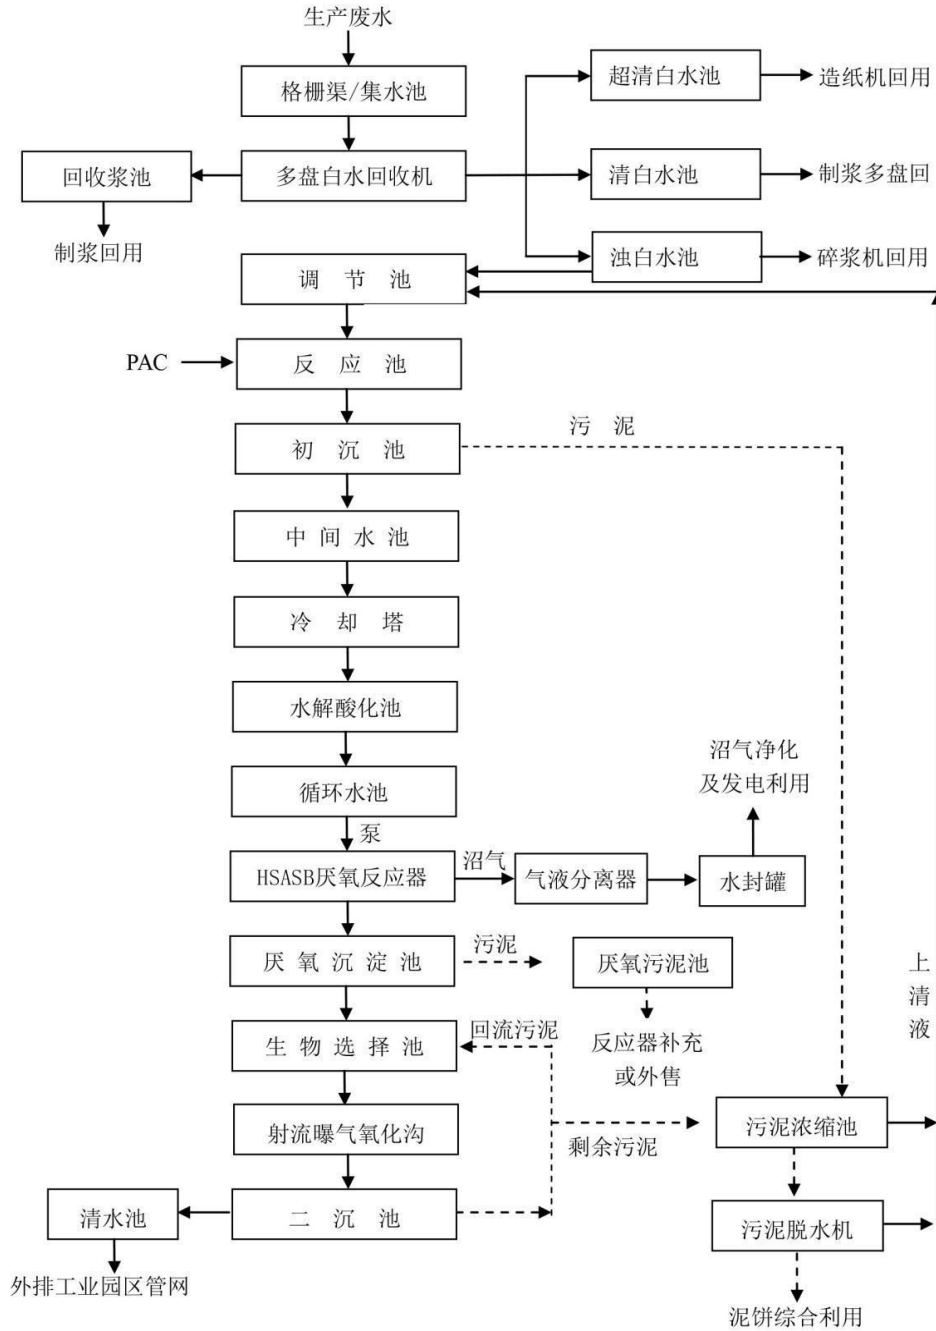 生产废水
格栅渠/集水池
超清白水池
造纸机回用
回收浆池
多盘白水回收机
清白水池
制浆多盘回
制浆回用
调节池
浊白水池
碎浆机回用
PAC
反应池
初沉池
污泥
中间水池
冷却塔
水解酸化池
循环水池
泵
沼气净化
及发电利用
HSASB厌氧反应器
沼气
气液分离器
水封罐
厌氧沉淀池
污泥
厌氧污泥池
上清液
生物选择池
回流污泥
反应器补充
或外售
射流曝气氧化沟
剩余污泥
污泥浓缩池
清水池
二沉池
污泥脱水机
外排工业园区管网
泥饼综合利用